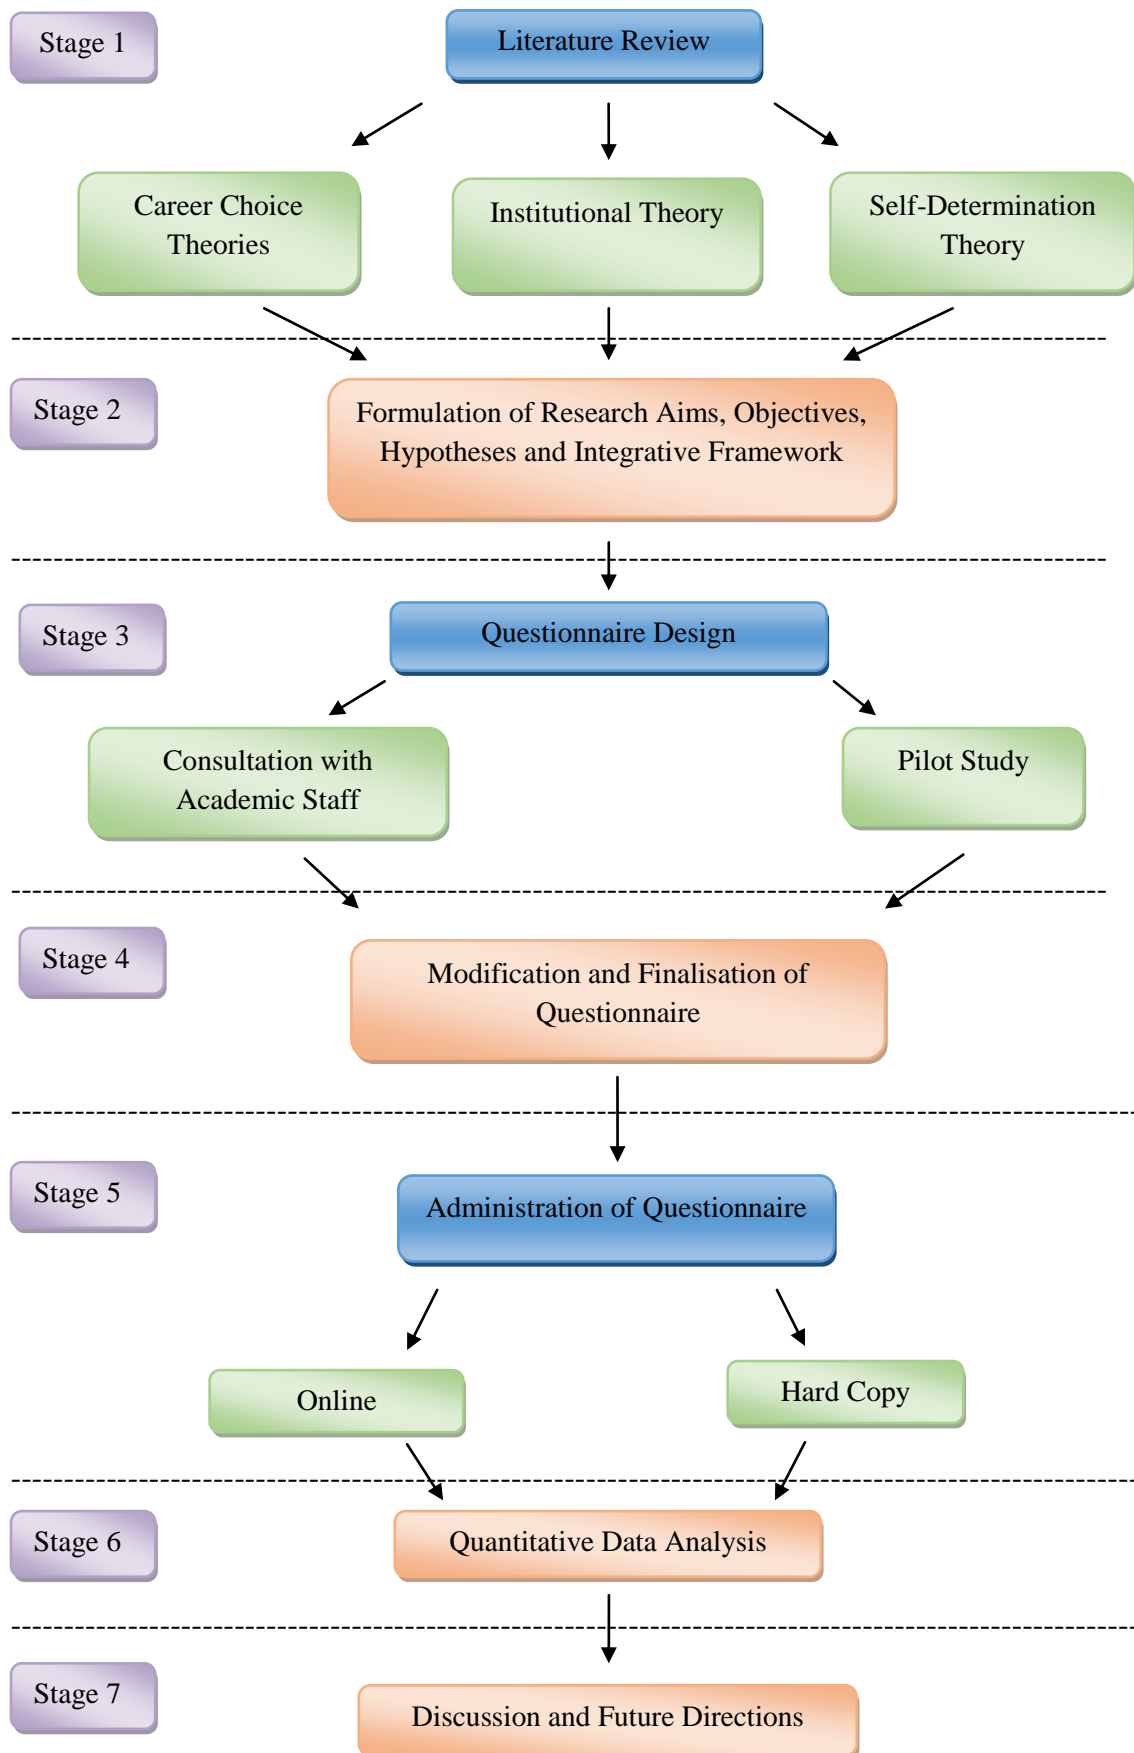 Stage 1
Literature Review
Career Choice
Theories
Institutional Theory
Self-Determination
Theory
Stage 2
Formulation of Research Aims, Objectives,
Hypotheses and Integrative Framework
Stage 3
Questionnaire Design
Consultation with
Academic Staff
Pilot Study
Stage 4
Modification and Finalisation of
Questionnaire
Stage 5
Administration of Questionnaire
Online
Hard Copy
Stage 6
Quantitative Data Analysis
Stage 7
Discussion and Future Directions